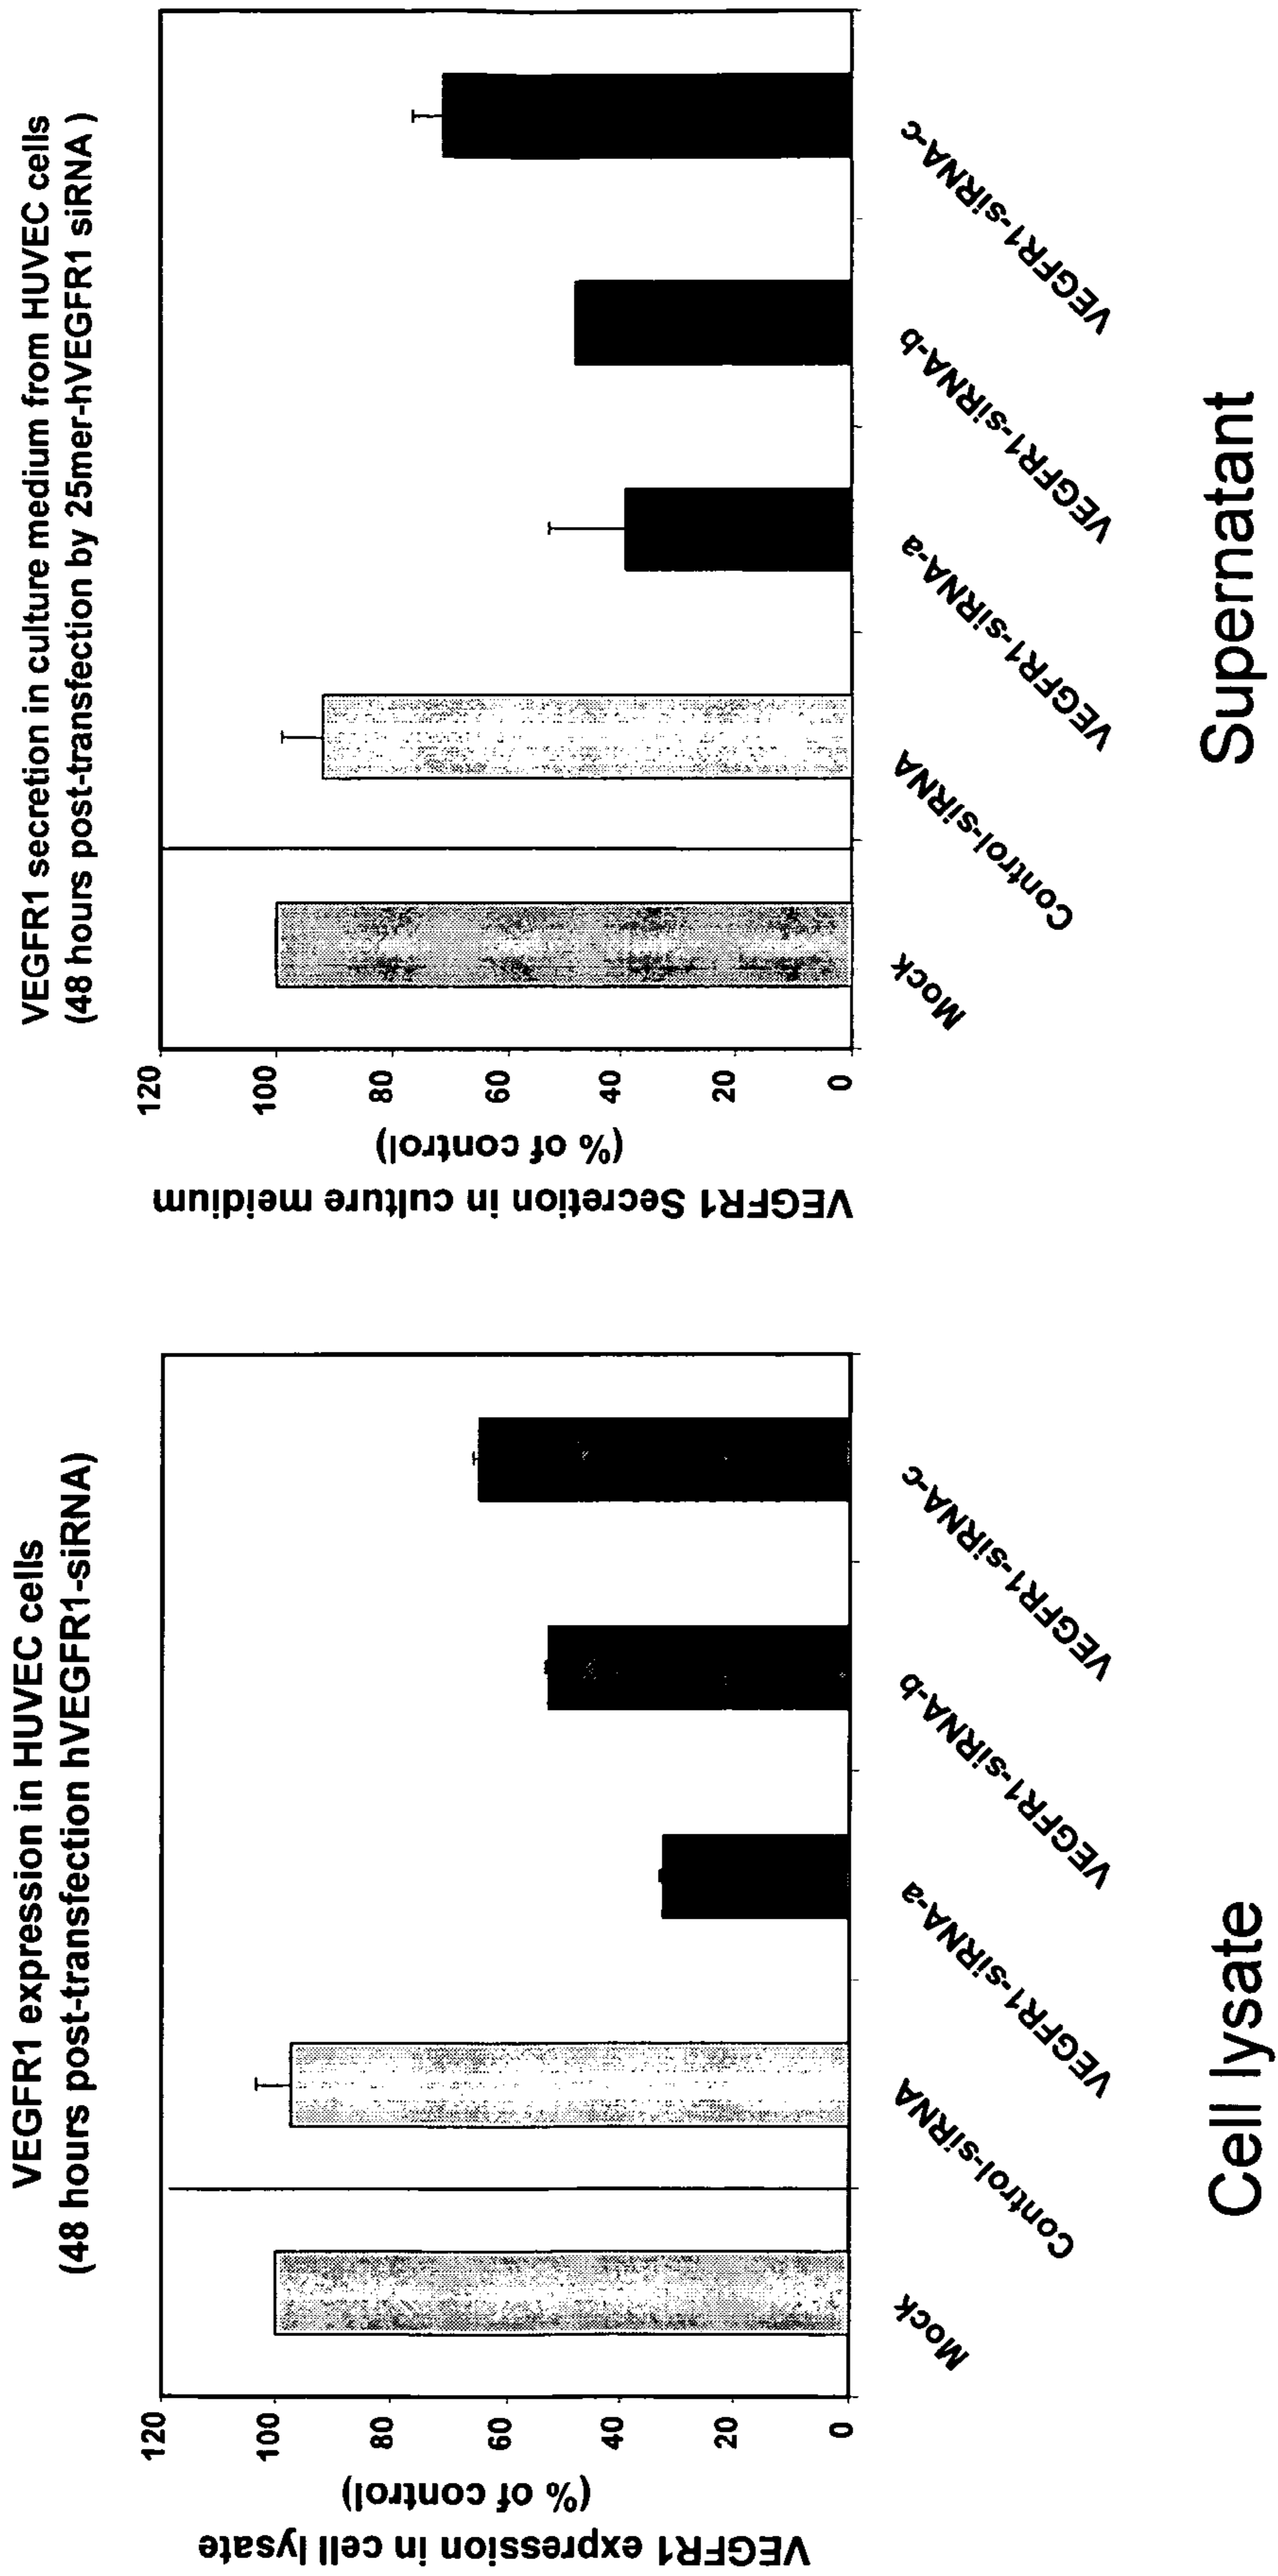 VEGFR1 expression in HUVEC cells
(48 hours post-transfection hVEGFR1-siRNA)
VEGFR1 expression in cell lysate
(% of control)
120
100
80
60
40
20
0
Mock
Control-siRNA
VEGFR1-siRNA-a
VEGFR1-siRNA-b
VEGFR1-siRNA-c
Cell lysate
VEGFR1 secretion in culture medium from HUVEC cells
(48 hours post-transfection by 25mer-hVEGFR1 siRNA )
VEGFR1 Secretion in culture meidium
(% of control)
120
100
80
60
40
20
0
Mock
Control-siRNA
VEGFR1-siRNA-a
VEGFR1-siRNA-b
VEGFR1-siRNA-c
Supernatant